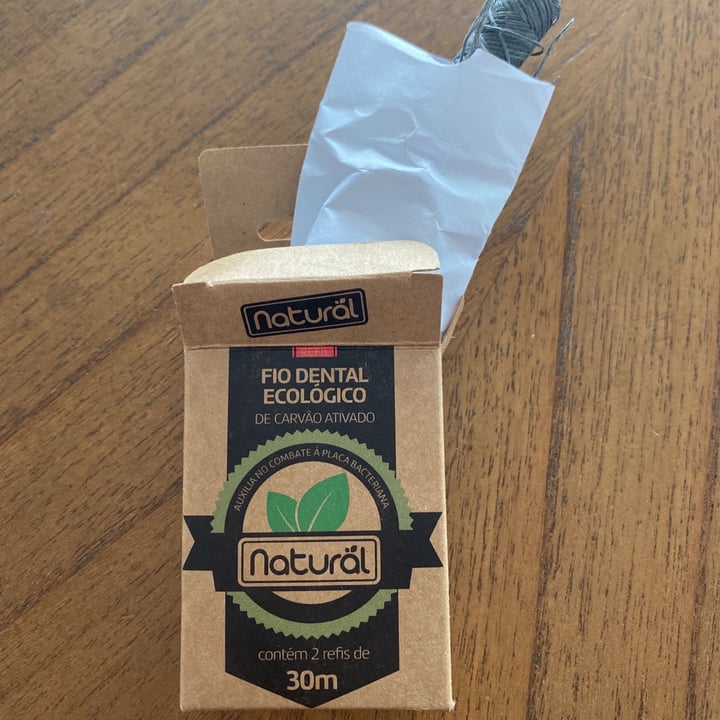 naturäl
REFIL
FIO DENTAL
ECOLÓGICO
DE CARVÃO ATIVADO
AUXILIA NO COMBATE À PLACA BACTERIANA
naturäl
contém 2 refis de
30m